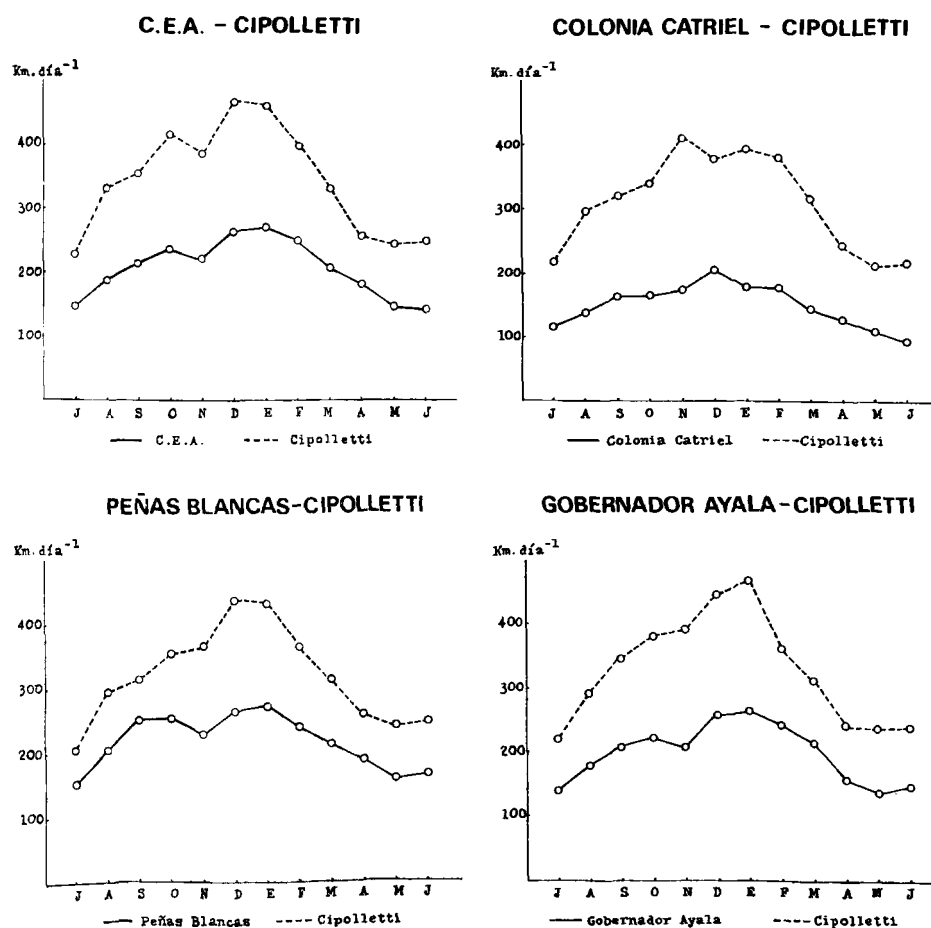 C.E.A. - CIPOLLETTI
Km.día-1
400
300
200
100
J A S O N D E F M A M J
C.E.A. Cipolletti
COLONIA CATRIEL - CIPOLLETTI
Km.día-1
400
300
200
100
J A S O N D E F M A M J
Colonia Catriel Cipolletti
PEÑAS BLANCAS-CIPOLLETTI
Km.día-1
400
300
200
100
J A S O N D E F M A M J
Peñas Blancas Cipolletti
GOBERNADOR AYALA-CIPOLLETTI
Km.día-1
400
300
200
100
J A S O N D E F M A M J
Gobernador Ayala Cipolletti